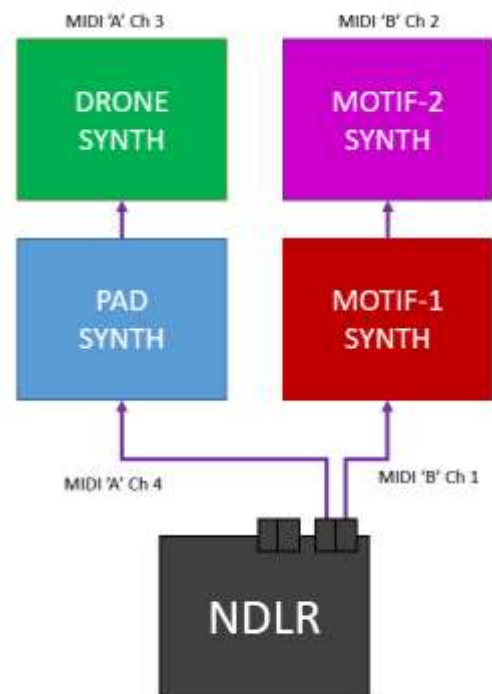 MIDI 'A' Ch 3
MIDI 'B' Ch 2
DRONE
SYNTH
MOTIF-2
SYNTH
PAD
SYNTH
MOTIF-1
SYNTH
MIDI 'A' Ch 4
MIDI 'B' Ch 1
NDLR